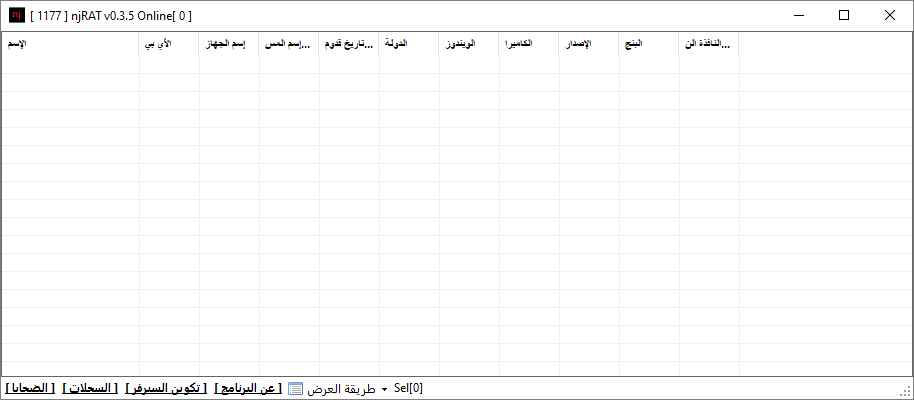 [ 1177 ] njRAT v0.3.5 Online[ 0 ]
الإسم الأي بي إسم الجهاز إسم المس... تاريخ قدوم... الدولة الويندوز الكاميرا الإصدار البنج النافذة الن...
[ الضحايا ] [ السجلات ] [ تكوين السيرفر ] [ عن البرنامج ] طريقة العرض Sel[0]